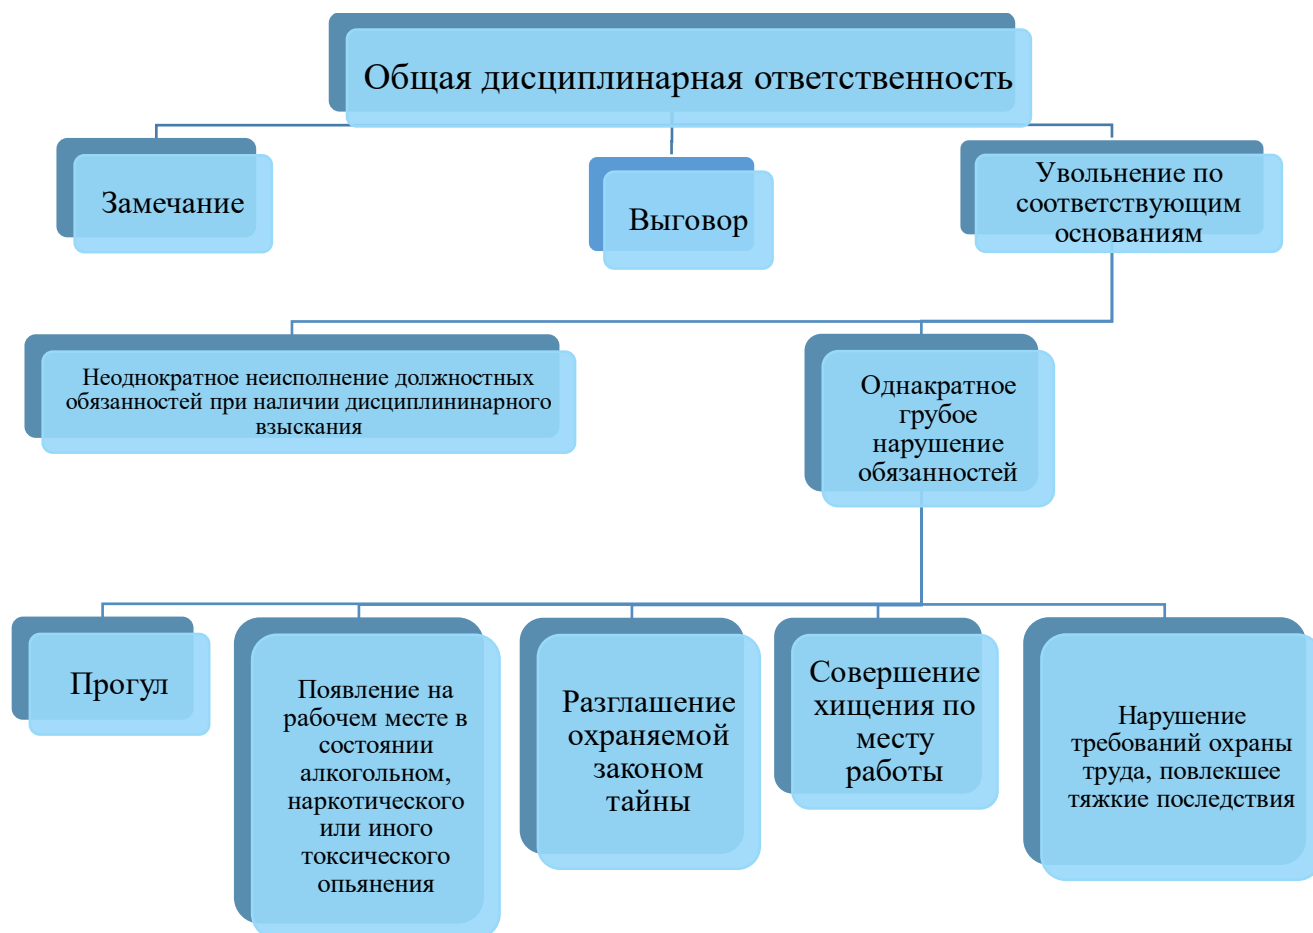 Общая дисциплинарная ответственность
Замечание
Выговор
Увольнение по
соответствующим
основаниям
Неоднократное неисполнение должностных
обязанностей при наличии дисциплининарного
взыскания
Однакратное
грубое
нарушение
обязанностей
Прогул
Появление на
рабочем месте в
состоянии
алкогольном,
наркотического
или иного
токсического
опьянения
Разглашение
охраняемой
законом
тайны
Совершение
хищения по
месту
работы
Нарушение
требований охраны
труда, повлекшее
тяжкие последствия